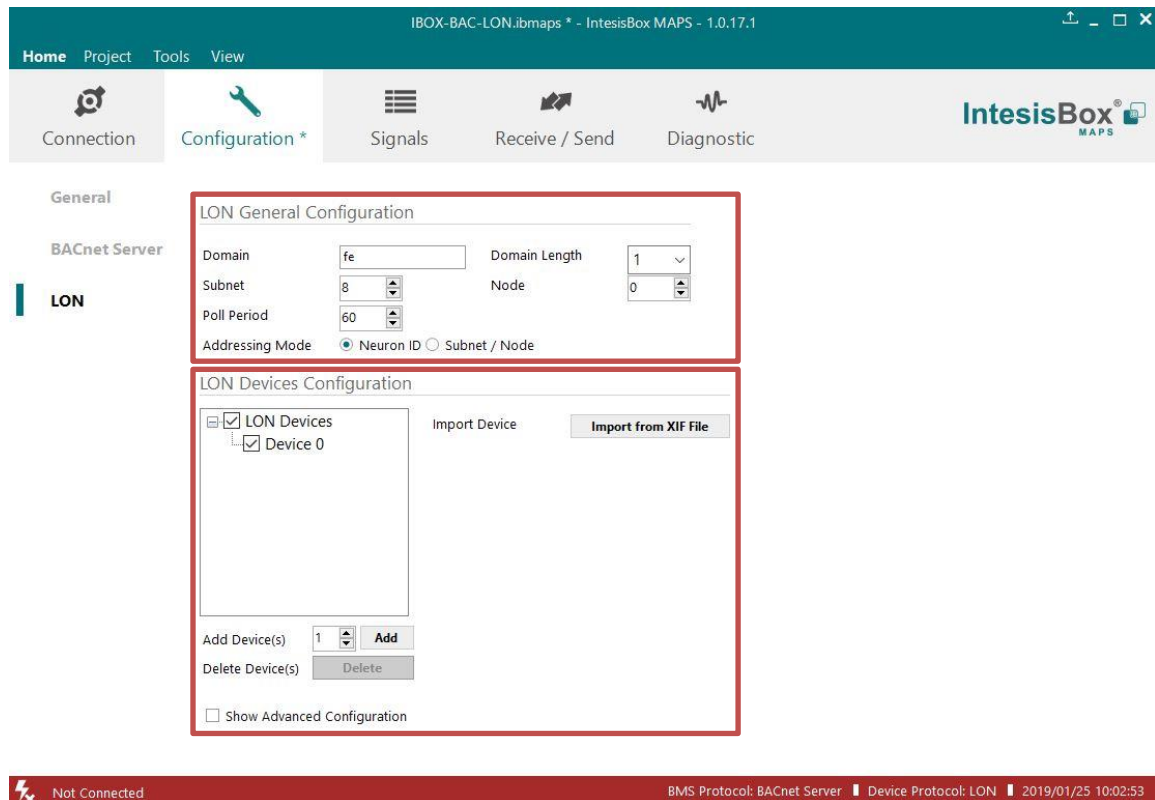 IBOX-BAC-LON.ibmaps * - IntesisBox MAPS - 1.0.17.1
Home Project Tools View
Connection Configuration * Signals Receive / Send Diagnostic
IntesisBox®
MAPS
General
BACnet Server
LON
LON General Configuration
Domain fe Domain Length 1
Subnet 8 Node 0
Poll Period 60
Addressing Mode Neuron ID Subnet / Node
LON Devices Configuration
LON Devices
Device 0
Import Device Import from XIF File
Add Device(s) 1 Add
Delete Device(s) Delete
Show Advanced Configuration
Not Connected BMS Protocol: BACnet Server Device Protocol: LON 2019/01/25 10:02:53